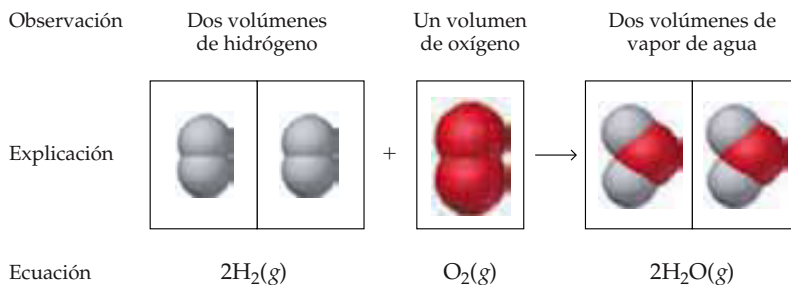 Observación
Dos volúmenes
de hidrógeno
Un volumen
de oxígeno
Dos volúmenes de
vapor de agua
Explicación
+
⟶
Ecuación
2H₂(g)
O₂(g)
2H₂O(g)